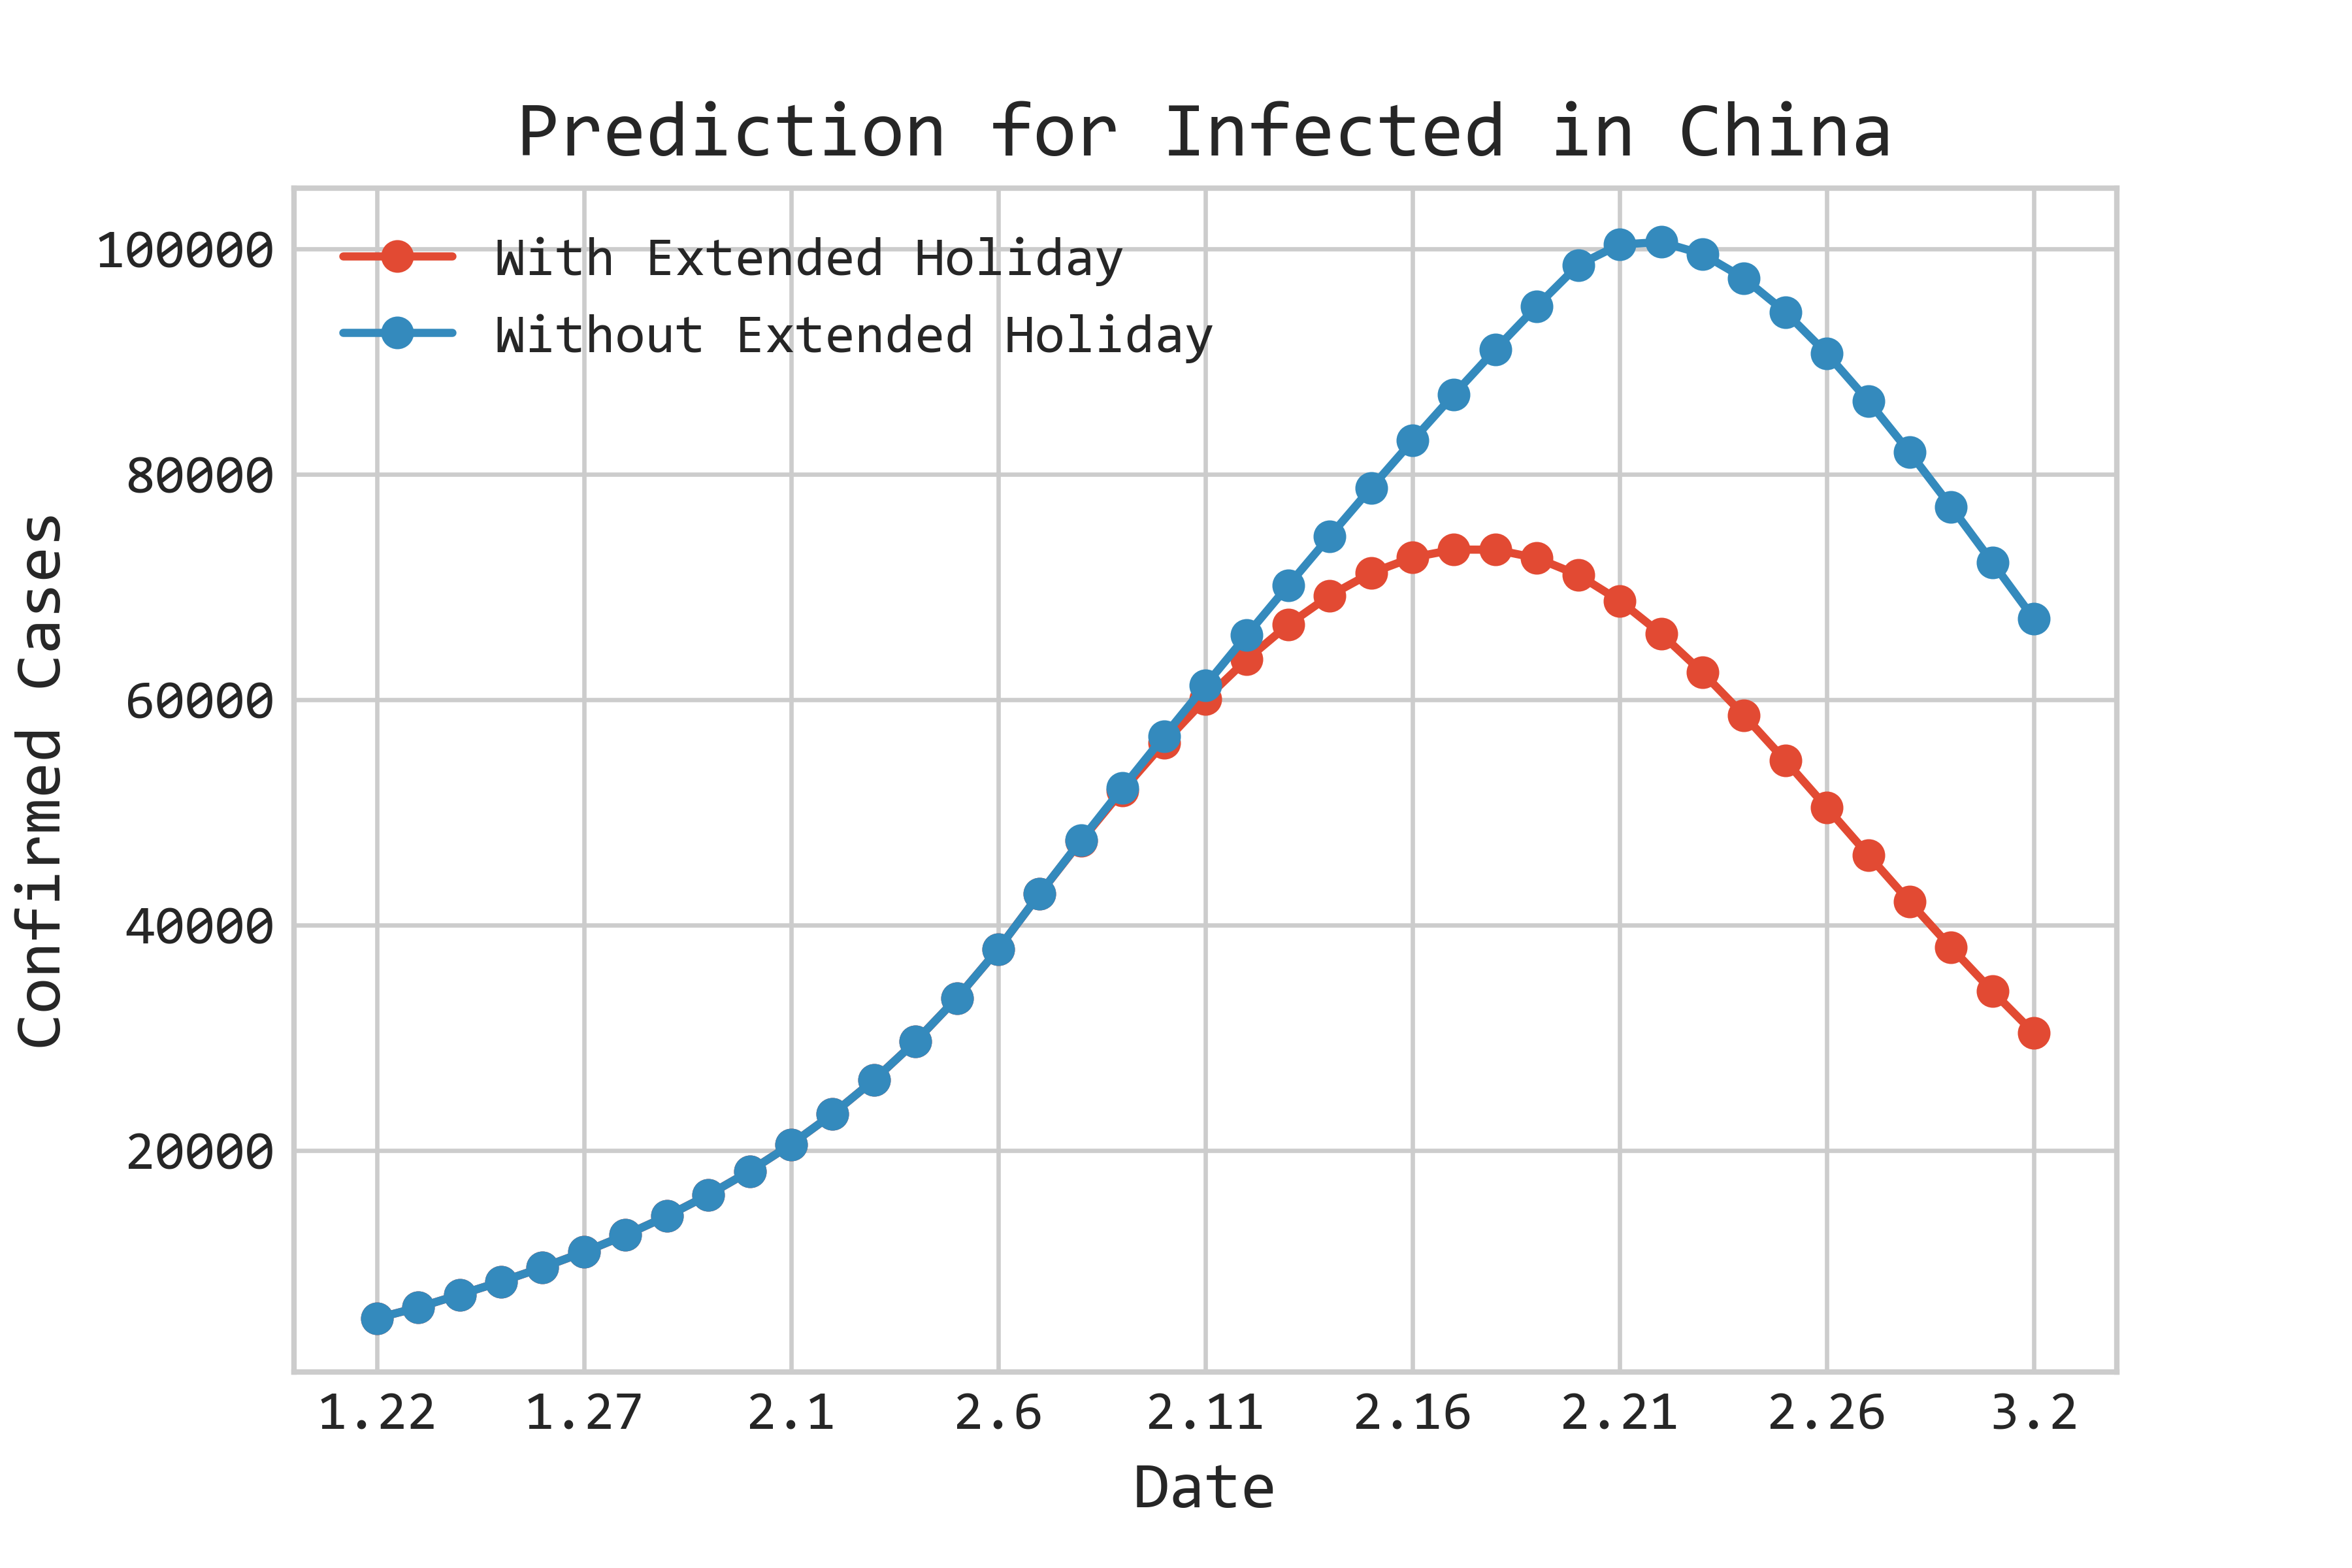 Prediction for Infected in China
With Extended Holiday
Without Extended Holiday
100000
80000
60000
40000
20000
Confirmed Cases
1.22 1.27 2.1 2.6 2.11 2.16 2.21 2.26 3.2
Date